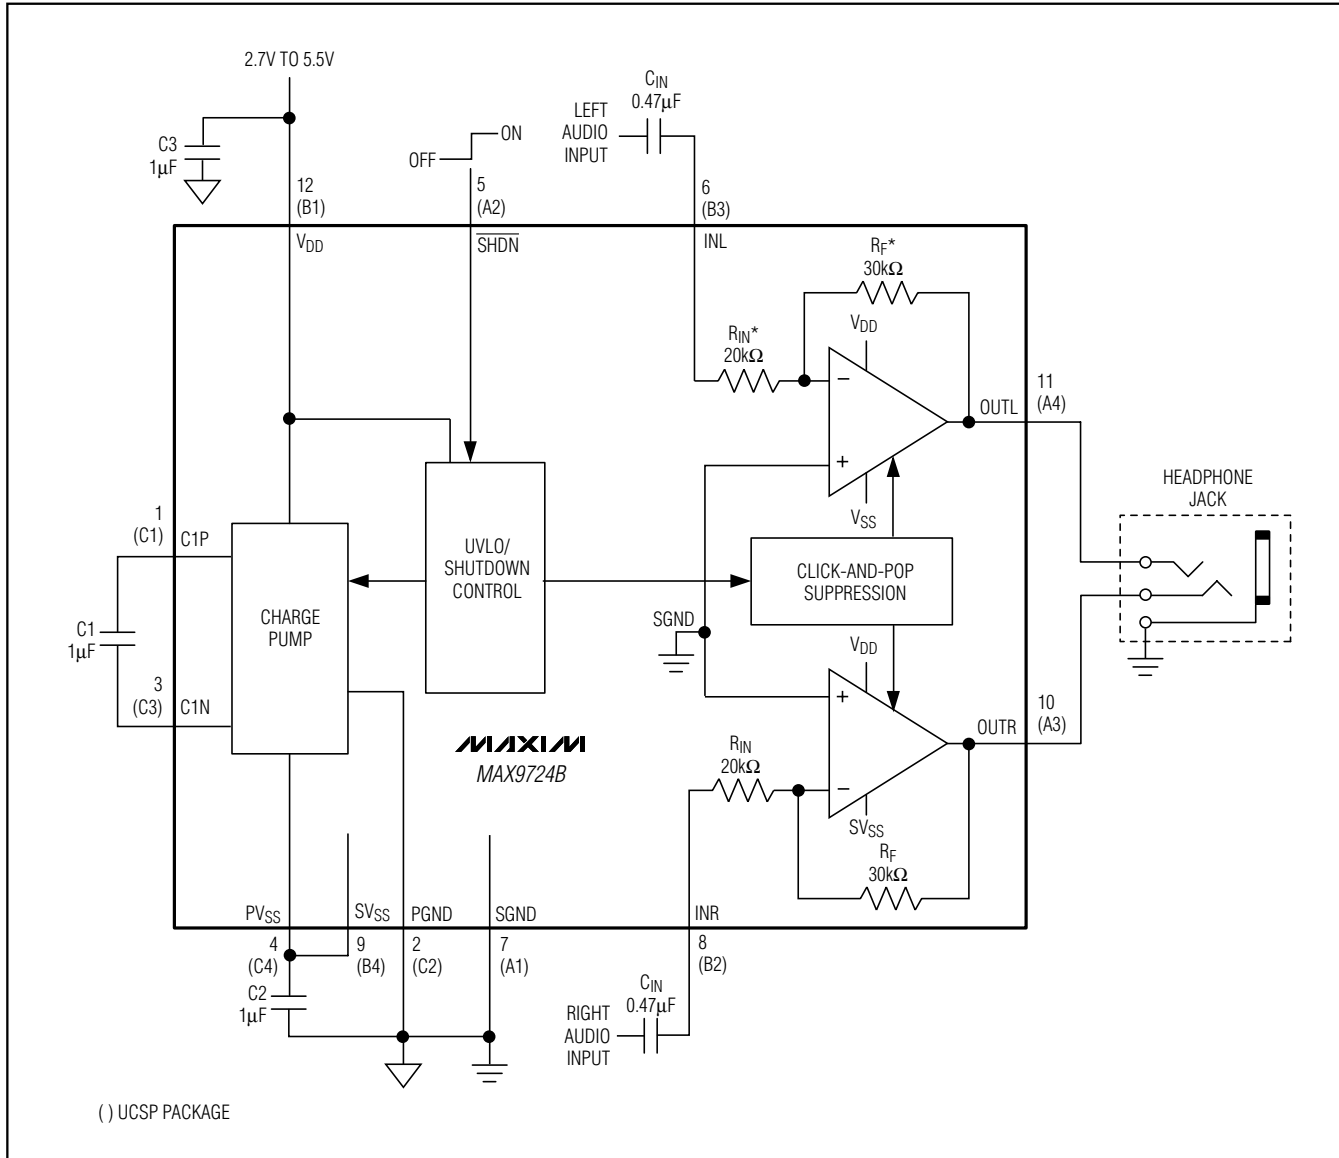 2.7V TO 5.5V
C3
1µF
12
(B1)
VDD
OFF
ON
5
(A2)
SHDN
LEFT
AUDIO
INPUT
CIN
0.47µF
6
(B3)
INL
RIN*
20kΩ
RF*
30kΩ
VDD
−
+
VSS
OUTL
11
(A4)
HEADPHONE
JACK
1
(C1)
C1P
C1
1µF
3
(C3)
C1N
CHARGE
PUMP
UVLO/
SHUTDOWN
CONTROL
CLICK-AND-POP
SUPPRESSION
SGND
VDD
+
−
SVSS
OUTR
10
(A3)
MAXIM
MAX9724B
RIN
20kΩ
RF
30kΩ
PVSS
SVSS
PGND
SGND
INR
4
(C4)
9
(B4)
2
(C2)
7
(A1)
8
(B2)
C2
1µF
RIGHT
AUDIO
INPUT
CIN
0.47µF
( ) UCSP PACKAGE